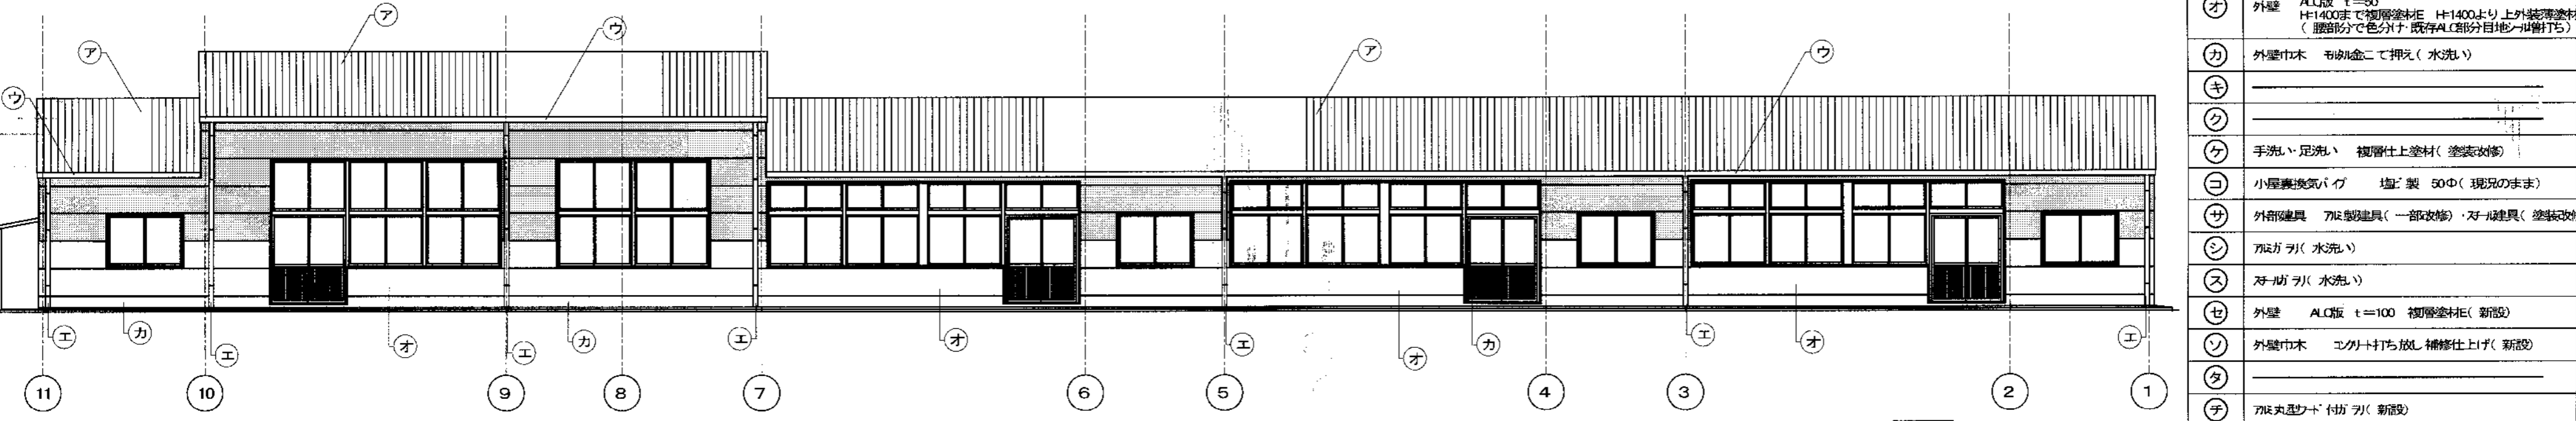 ア
ウ
ア
ア
ウ
ウ
エ
カ
エ
オ
エ
カ
エ
オ
エ
オ
カ
エ
オ
エ
11
10
9
8
7
6
5
4
3
2
1
オ 外壁 ALC版 t=50
H=1400まで複層塗材E H=1400より上外装薄塗材
( 腰部分で色分け・既存ALC部分目地シール増打ち)
カ 外壁巾木 モルタル金こて押え( 水洗い)
キ
ク
ケ 手洗い・足洗い 複層仕上塗材( 塗装改修)
コ 小屋裏換気パイプ 塩ビ製 50Φ( 現況のまま)
サ 外部建具 アルミ製建具( 一部改修)・スチール建具( 塗装改修
シ アルミガラリ( 水洗い)
ス スチールガラリ( 水洗い)
セ 外壁 ALC版 t=100 複層塗材E( 新設)
ソ 外壁巾木 コンクリート打ち放し補修仕上げ( 新設)
タ
チ アルミ丸型フード付ガラリ( 新設)